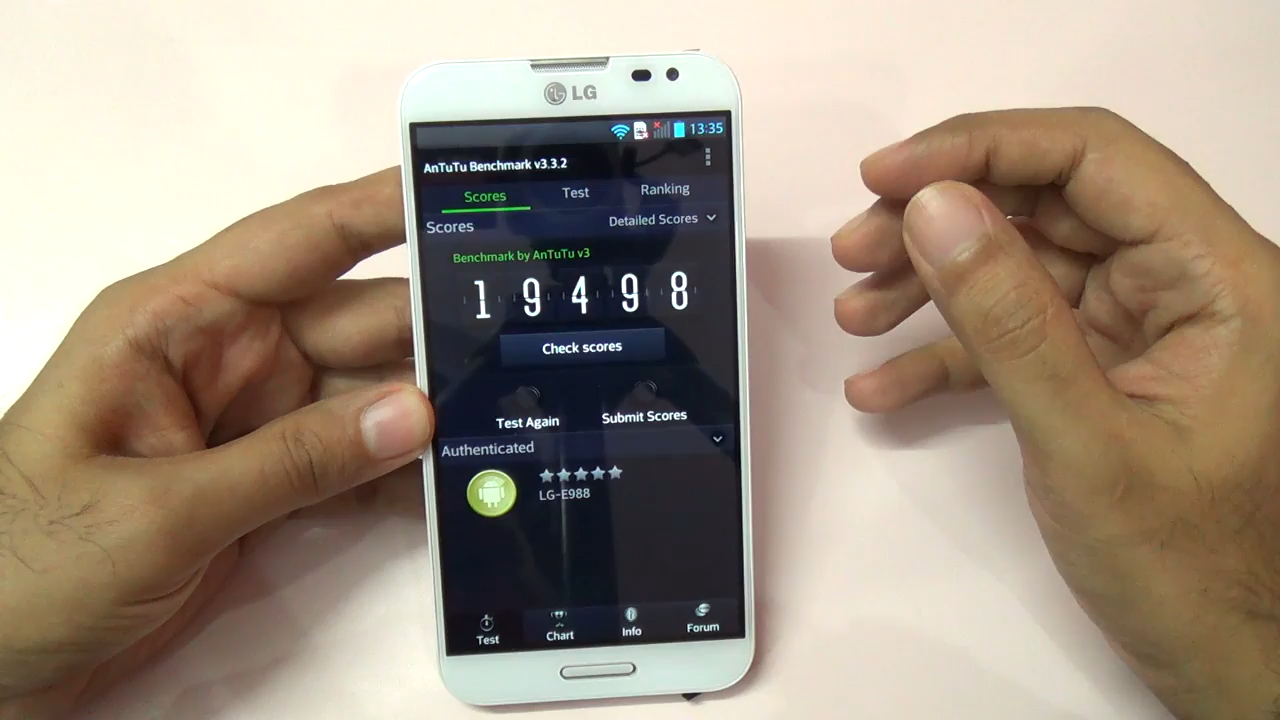 LG
13:35
AnTuTu Benchmark v3.3.2
Scores Test Ranking
Scores Detailed Scores
Benchmark by AnTuTu v3
19498
Check scores
Test Again Submit Scores
Authenticated
LG-E988
Test Chart Info Forum